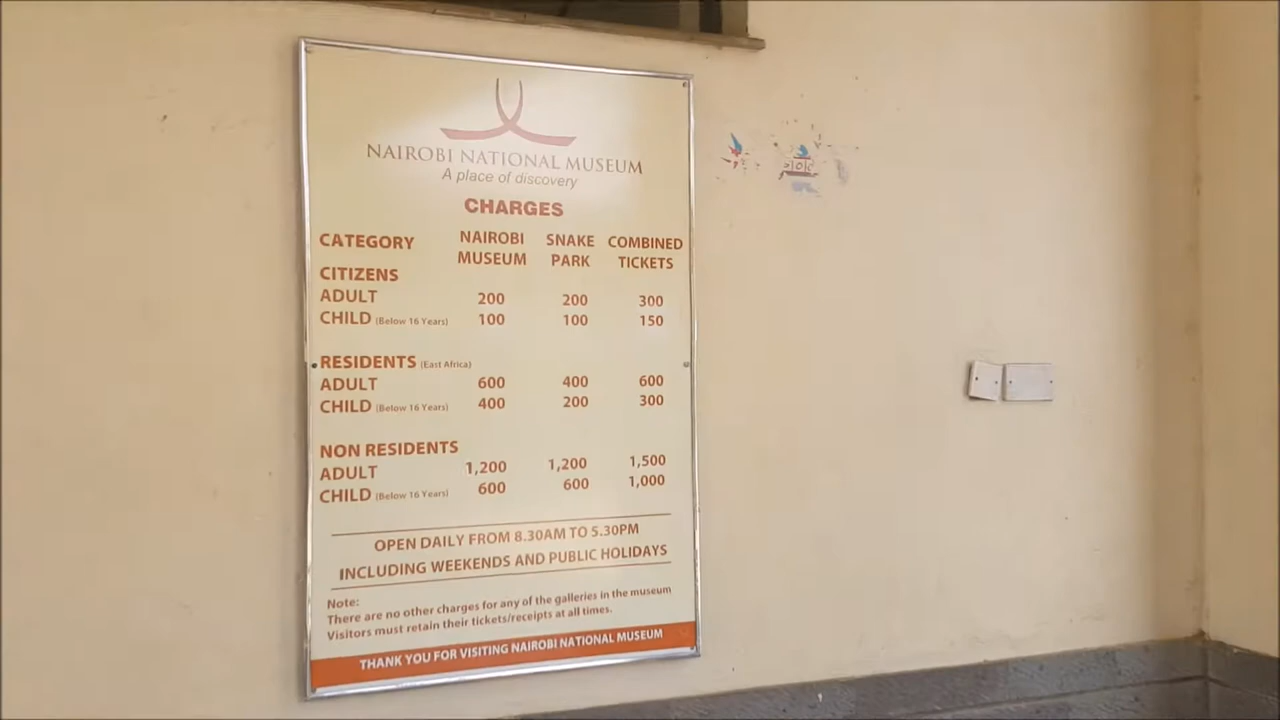 NAIROBI NATIONAL MUSEUM
A place of discovery
CHARGES
CATEGORY NAIROBI MUSEUM SNAKE PARK COMBINED TICKETS
CITIZENS
ADULT 200 200 300
CHILD (Below 16 Years) 100 100 150
RESIDENTS (East Africa)
ADULT 600 400 600
CHILD (Below 16 Years) 400 200 300
NON RESIDENTS
ADULT 1,200 1,200 1,500
CHILD (Below 16 Years) 600 600 1,000
OPEN DAILY FROM 8.30AM TO 5.30PM
INCLUDING WEEKENDS AND PUBLIC HOLIDAYS
Note:
There are no other charges for any of the galleries in the museum
Visitors must retain their tickets/receipts at all times.
THANK YOU FOR VISITING NAIROBI NATIONAL MUSEUM